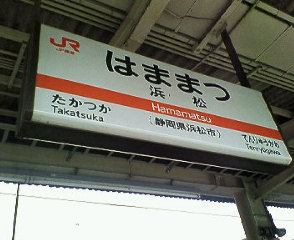 JR
はままつ
浜松
Hamamatsu
(静岡県浜松市)
たかつか
Takatsuka
てんりゅうがわ
Tenryūgawa